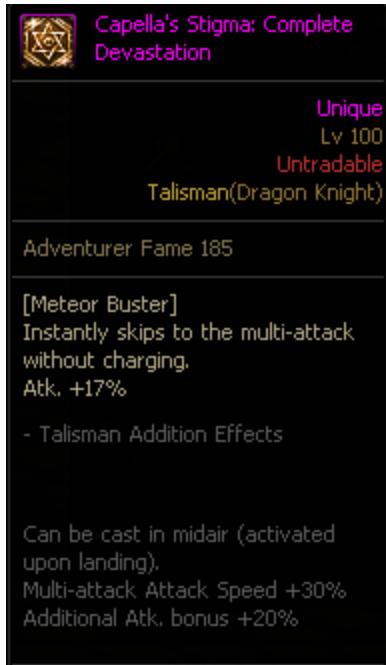 Capella's Stigma: Complete
Devastation
Unique
Lv 100
Untradable
Talisman(Dragon Knight)
Adventurer Fame 185
[Meteor Buster]
Instantly skips to the multi-attack
without charging.
Atk. +17%
- Talisman Addition Effects
Can be cast in midair (activated
upon landing).
Multi-attack Attack Speed +30%
Additional Atk. bonus +20%